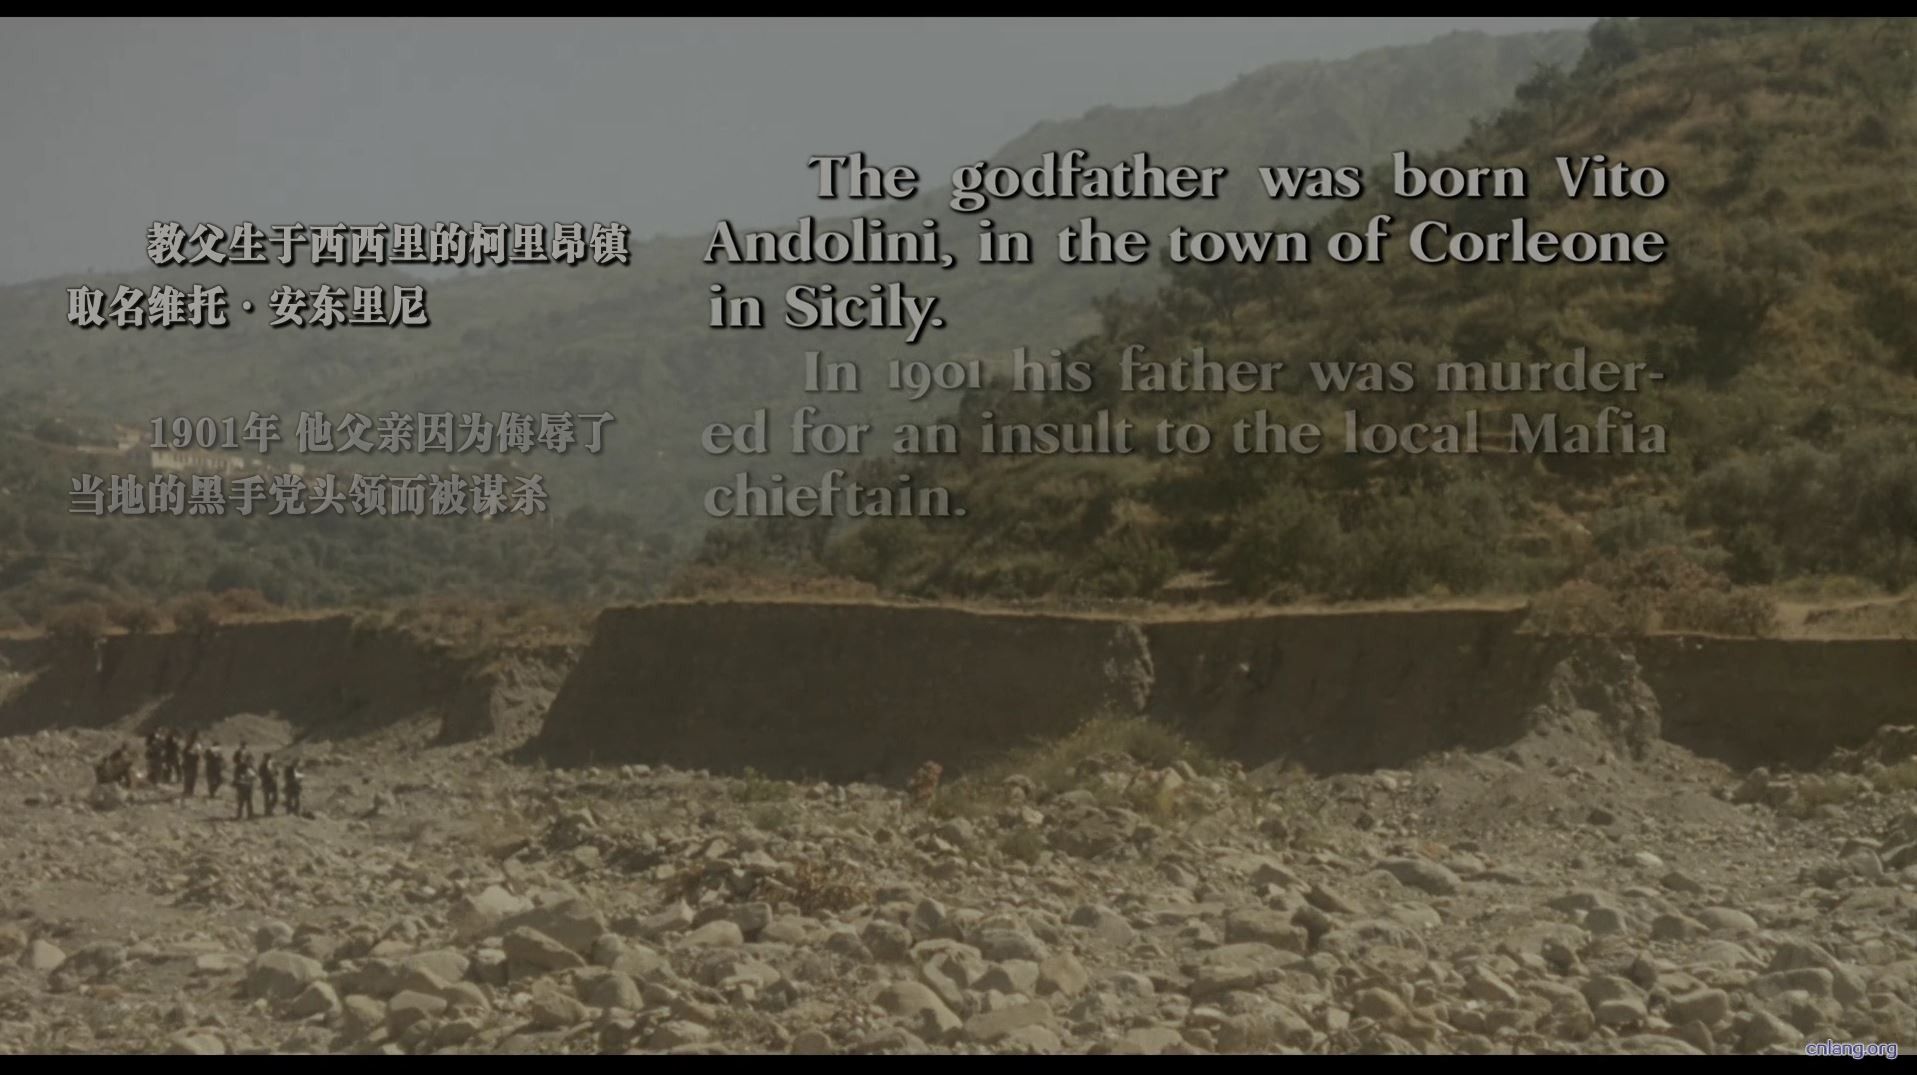 教父生于西西里的柯里昂镇
取名维托·安东里尼
1901年 他父亲因为侮辱了
当地的黑手党头领而被谋杀
The godfather was born Vito
Andolini, in the town of Corleone
in Sicily.
In 1901 his father was murder-
ed for an insult to the local Mafia
chieftain.
cnlang.org